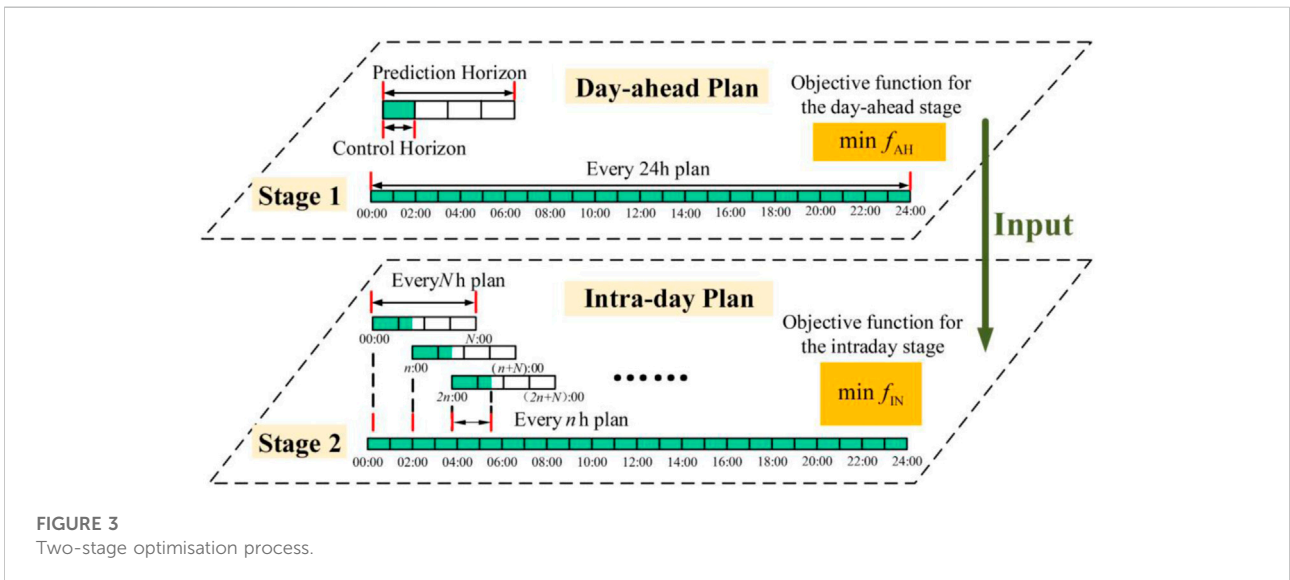 Prediction Horizon
Day-ahead Plan
Objective function for
the day-ahead stage
min f_AH
Control Horizon
Every 24h plan
Stage 1
00:00 02:00 04:00 06:00 08:00 10:00 12:00 14:00 16:00 18:00 20:00 22:00 24:00
Input
EveryN h plan
Intra-day Plan
Objective function for
the intraday stage
min f_IN
00:00 N:00
n:00 (n+N):00
2n:00 (2n+N):00
......
Every n h plan
Stage 2
00:00 02:00 04:00 06:00 08:00 10:00 12:00 14:00 16:00 18:00 20:00 22:00 24:00
FIGURE 3
Two-stage optimisation process.